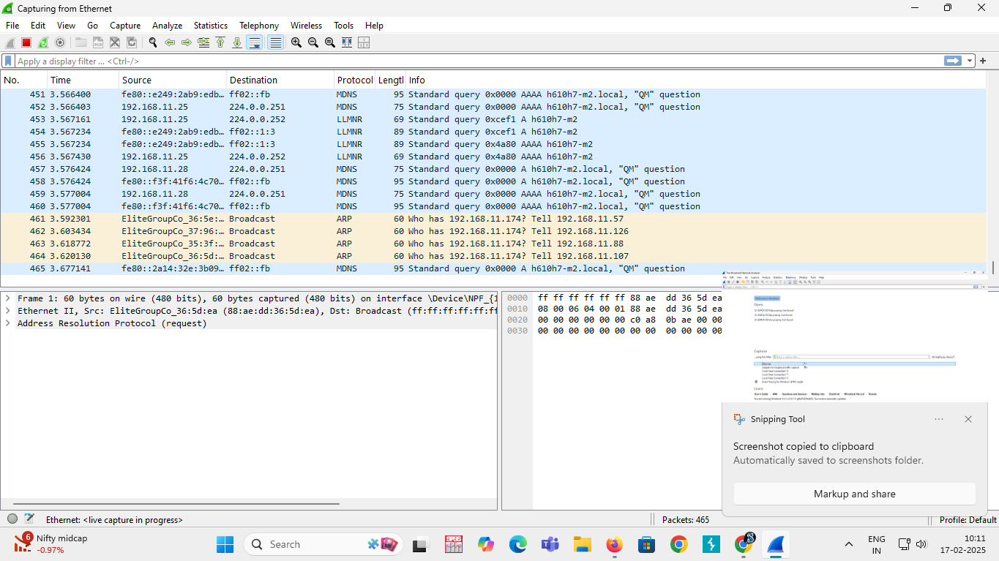 Capturing from Ethernet
File Edit View Go Capture Analyze Statistics Telephony Wireless Tools Help
Apply a display filter ... <Ctrl-/>
No. Time Source Destination Protocol Lengtl Info
451 3.566400 fe80::e249:2ab9:edb… ff02::fb MDNS 95 Standard query 0x0000 AAAA h610h7-m2.local, "QM" question
452 3.566403 192.168.11.25 224.0.0.251 MDNS 75 Standard query 0x0000 AAAA h610h7-m2.local, "QM" question
453 3.567161 192.168.11.25 224.0.0.252 LLMNR 69 Standard query 0xcef1 A h610h7-m2
454 3.567234 fe80::e249:2ab9:edb… ff02::1:3 LLMNR 89 Standard query 0xcef1 A h610h7-m2
455 3.567234 fe80::e249:2ab9:edb… ff02::1:3 LLMNR 89 Standard query 0x4a80 AAAA h610h7-m2
456 3.567430 192.168.11.25 224.0.0.252 LLMNR 69 Standard query 0x4a80 AAAA h610h7-m2
457 3.576424 192.168.11.28 224.0.0.251 MDNS 75 Standard query 0x0000 A h610h7-m2.local, "QM" question
458 3.576424 fe80::f3f:41f6:4c70… ff02::fb MDNS 95 Standard query 0x0000 A h610h7-m2.local, "QM" question
459 3.577004 192.168.11.28 224.0.0.251 MDNS 75 Standard query 0x0000 AAAA h610h7-m2.local, "QM" question
460 3.577004 fe80::f3f:41f6:4c70… ff02::fb MDNS 95 Standard query 0x0000 AAAA h610h7-m2.local, "QM" question
461 3.592301 EliteGroupCo_36:5e:… Broadcast ARP 60 Who has 192.168.11.174? Tell 192.168.11.57
462 3.603434 EliteGroupCo_37:96:… Broadcast ARP 60 Who has 192.168.11.174? Tell 192.168.11.126
463 3.618772 EliteGroupCo_35:3f:… Broadcast ARP 60 Who has 192.168.11.174? Tell 192.168.11.88
464 3.620130 EliteGroupCo_36:5d:… Broadcast ARP 60 Who has 192.168.11.174? Tell 192.168.11.107
465 3.677141 fe80::2a14:32e:3b09… ff02::fb MDNS 95 Standard query 0x0000 A h610h7-m2.local, "QM" question
Frame 1: 60 bytes on wire (480 bits), 60 bytes captured (480 bits) on interface \Device\NPF_{1
Ethernet II, Src: EliteGroupCo_36:5d:ea (88:ae:dd:36:5d:ea), Dst: Broadcast (ff:ff:ff:ff:ff:ff
Address Resolution Protocol (request)
0000 ff ff ff ff ff ff 88 ae dd 36 5d ea
0010 08 00 06 04 00 01 88 ae dd 36 5d ea
0020 00 00 00 00 00 00 c0 a8 0b ae 00 00
0030 00 00 00 00 00 00 00 00 00 00 00 00
Capture
Learn
Snipping Tool
Screenshot copied to clipboard
Automatically saved to screenshots folder.
Markup and share
Ethernet: <live capture in progress>
Packets: 465
Profile: Default
6
Nifty midcap
-0.97%
Search
SPSS
S
ENG
IN
10:11
17-02-2025